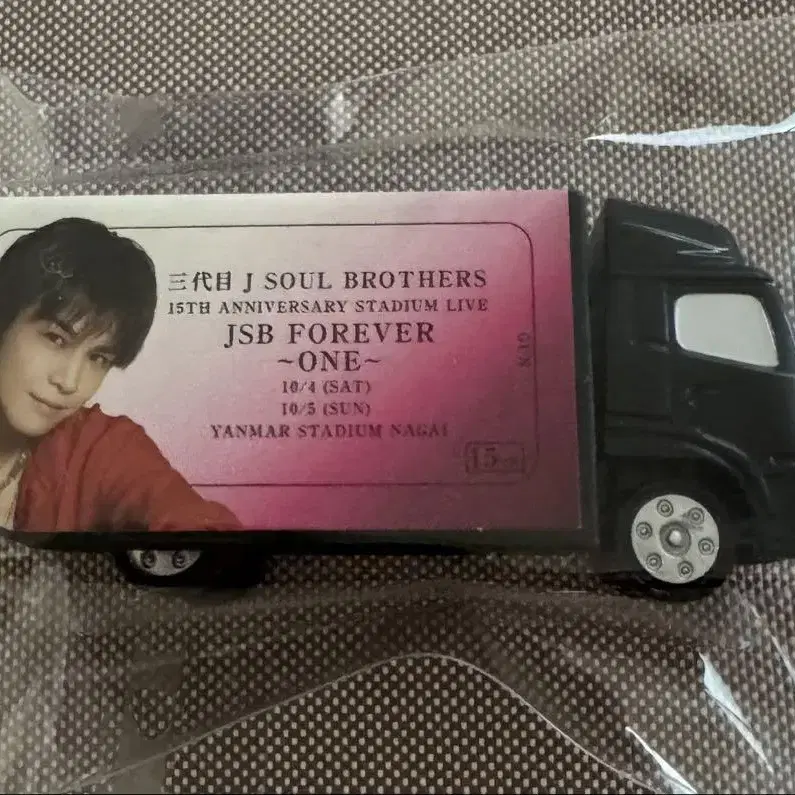 三代目 J SOUL BROTHERS
15TH ANNIVERSARY STADIUM LIVE
JSB FOREVER
~ONE~
10/4 (SAT)
10/5 (SUN)
YANMAR STADIUM NAGAI
15